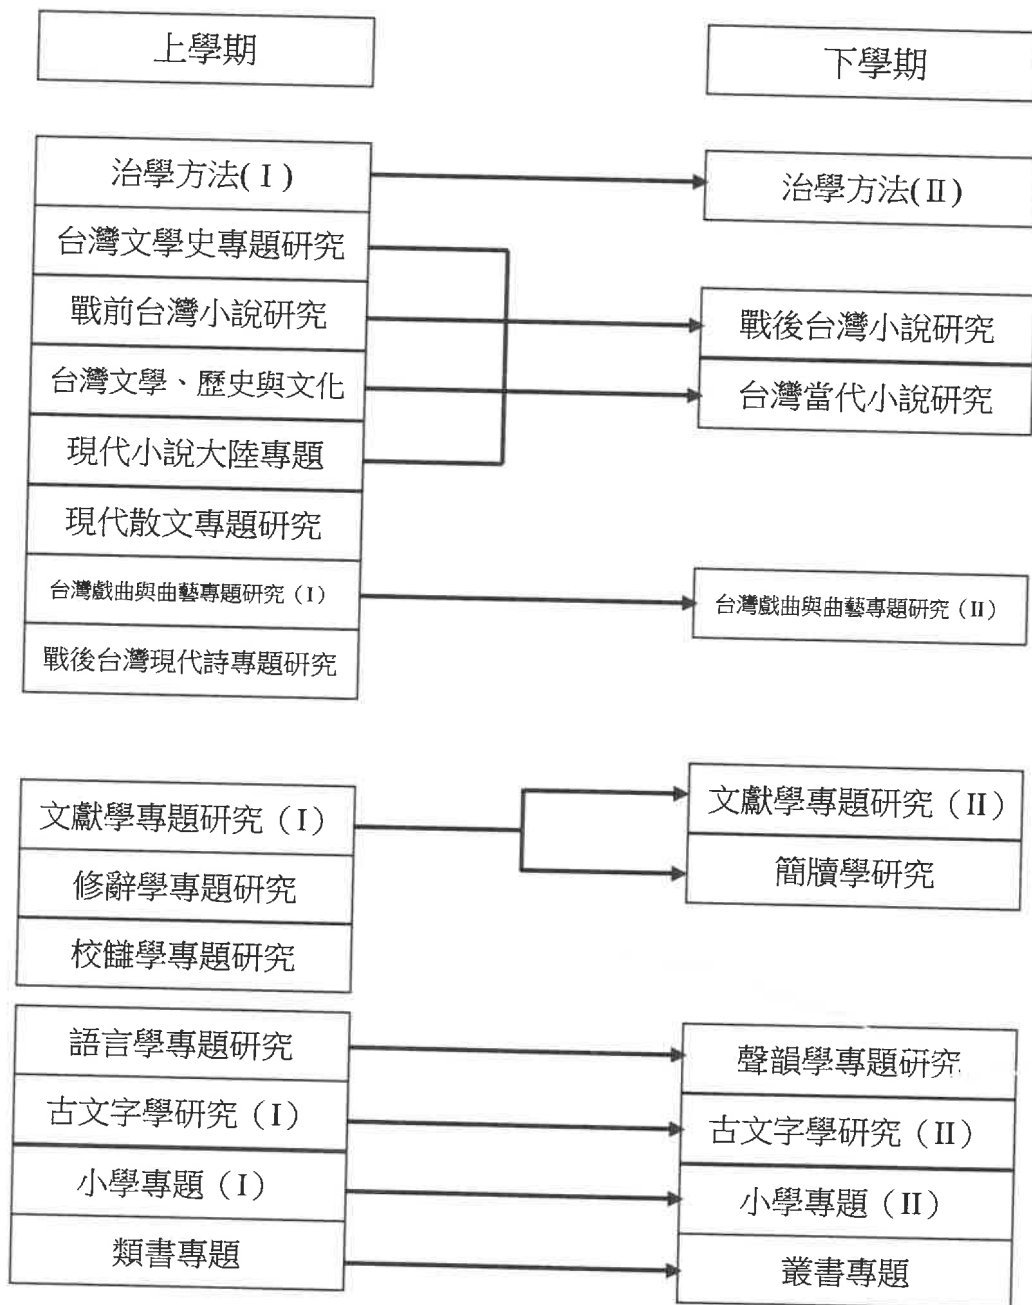 上學期
下學期
治學方法(Ⅰ)
治學方法(Ⅱ)
台灣文學史專題研究
戰前台灣小說研究
戰後台灣小說研究
台灣文學、歷史與文化
台灣當代小說研究
現代小說大陸專題
現代散文專題研究
台灣戲曲與曲藝專題研究(I)
台灣戲曲與曲藝專題研究(II)
戰後台灣現代詩專題研究
文獻學專題研究(I)
文獻學專題研究(II)
修辭學專題研究
簡牘學研究
校讎學專題研究
語言學專題研究
聲韻學專題研究
古文字學研究(I)
古文字學研究(II)
小學專題(I)
小學專題(II)
類書專題
叢書專題